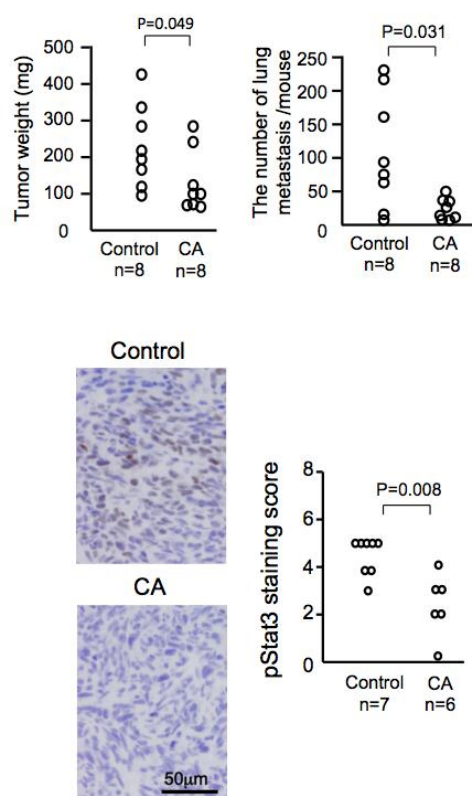 P=0.049
Tumor weight (mg)
500
400
300
200
100
0
Control
n=8
CA
n=8
P=0.031
The number of lung
metastasis /mouse
250
200
150
100
50
0
Control
n=8
CA
n=8
Control
CA
50μm
P=0.008
pStat3 staining score
8
6
4
2
0
Control
n=7
CA
n=6